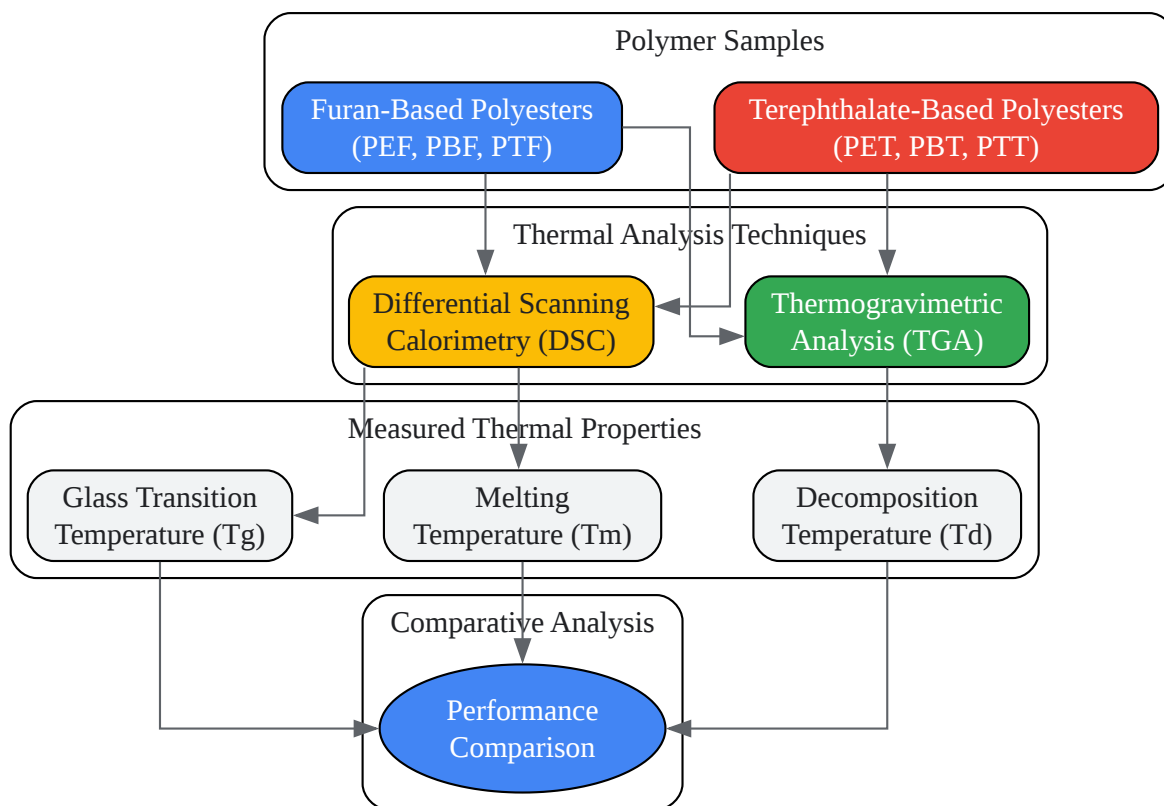 Polymer Samples
Furan-Based Polyesters
(PEF, PBF, PTF)
Terephthalate-Based Polyesters
(PET, PBT, PTT)
Thermal Analysis Techniques
Differential Scanning
Calorimetry (DSC)
Thermogravimetric
Analysis (TGA)
Measured Thermal Properties
Glass Transition
Temperature (Tg)
Melting
Temperature (Tm)
Decomposition
Temperature (Td)
Comparative Analysis
Performance
Comparison